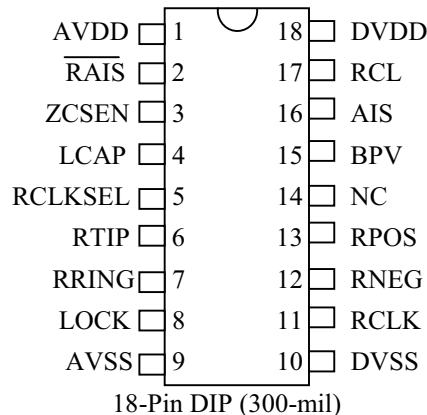 AVDD 1 18 DVDD
RAIS 2 17 RCL
ZCSEN 3 16 AIS
LCAP 4 15 BPV
RCLKSEL 5 14 NC
RTIP 6 13 RPOS
RRING 7 12 RNEG
LOCK 8 11 RCLK
AVSS 9 10 DVSS
18-Pin DIP (300-mil)